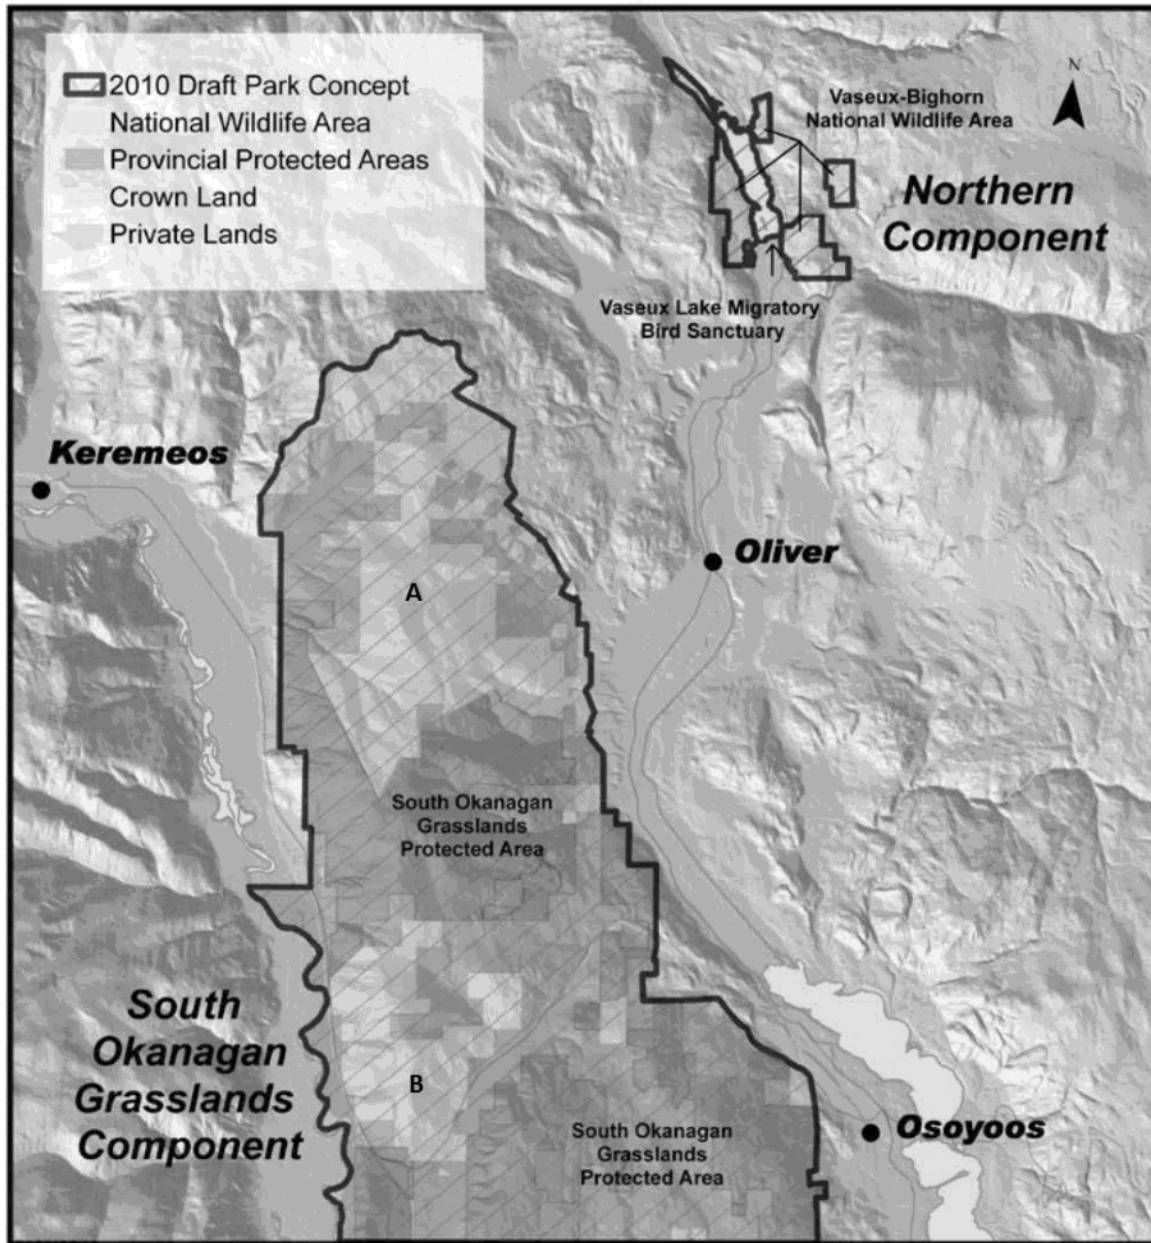 2010 Draft Park Concept
National Wildlife Area
Provincial Protected Areas
Crown Land
Private Lands
N
Vaseux-Bighorn
National Wildlife Area
Northern
Component
Vaseux Lake Migratory
Bird Sanctuary
Keremeos
Oliver
A
South Okanagan
Grasslands
Protected Area
South
Okanagan
Grasslands
Component
B
South Okanagan
Grasslands
Protected Area
Osoyoos